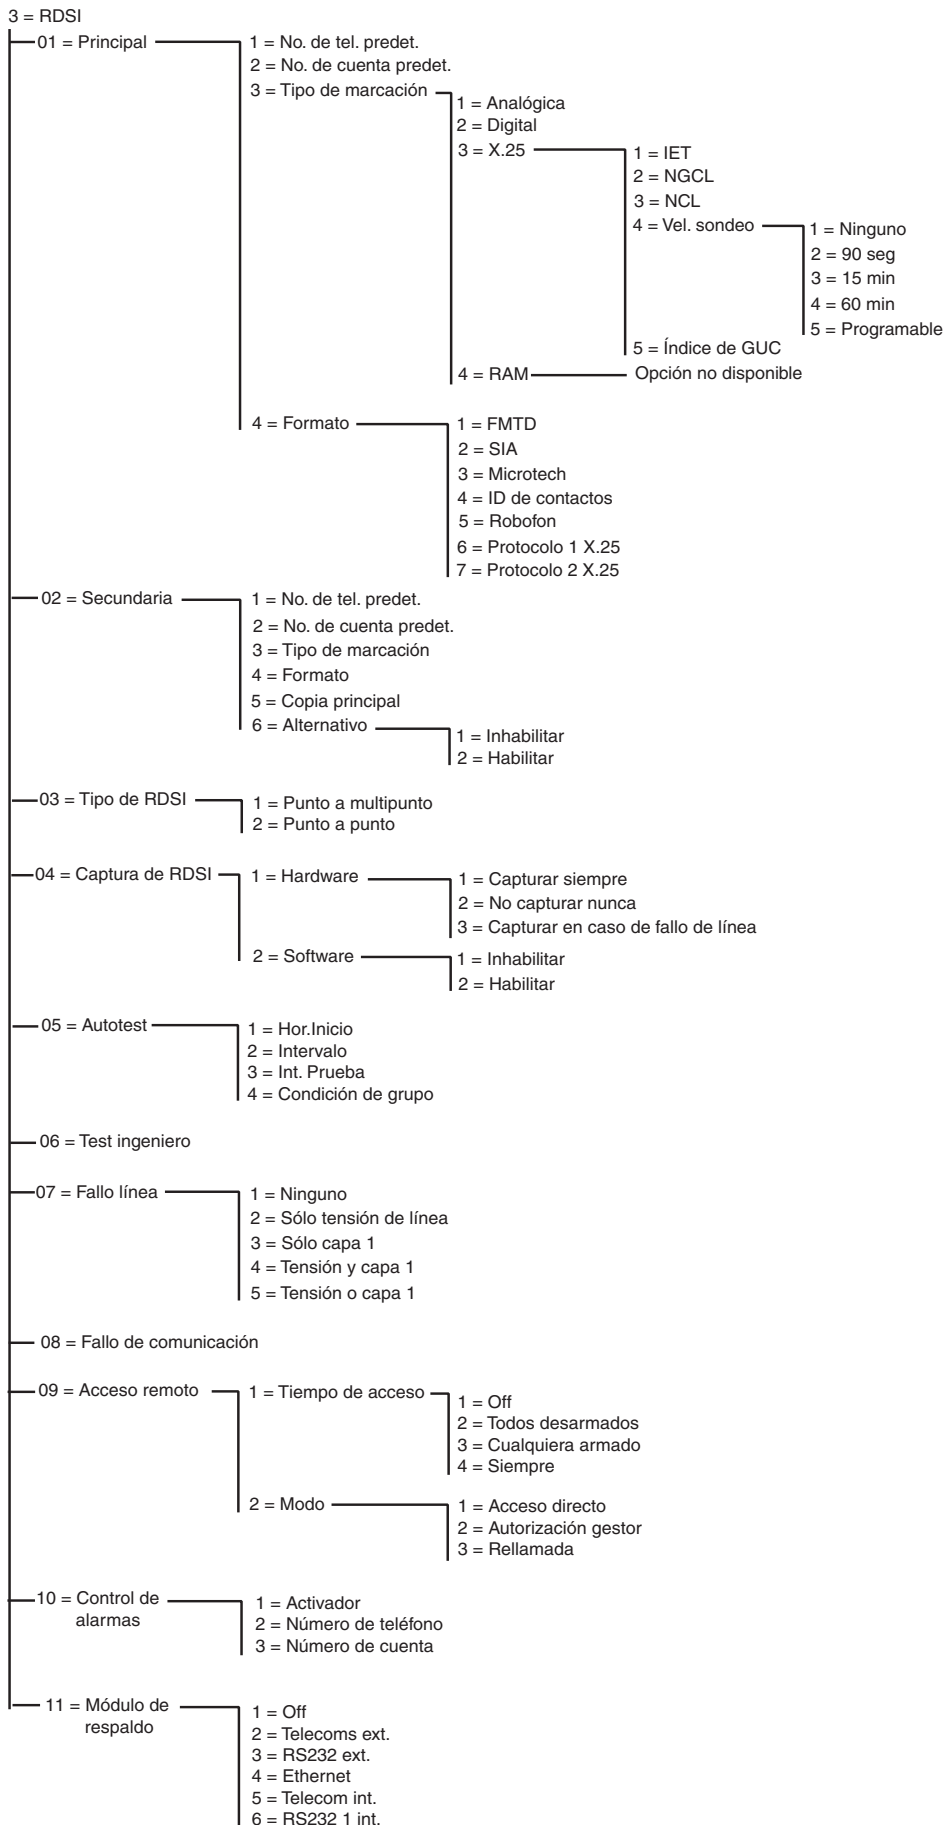 3 = RDSI
01 = Principal
1 = No. de tel. predet.
2 = No. de cuenta predet.
3 = Tipo de marcación
1 = Analógica
2 = Digital
3 = X.25
1 = IET
2 = NGCL
3 = NCL
4 = Vel. sondeo
1 = Ninguno
2 = 90 seg
3 = 15 min
4 = 60 min
5 = Programable
5 = Índice de GUC
4 = RAM
Opción no disponible
4 = Formato
1 = FMTD
2 = SIA
3 = Microtech
4 = ID de contactos
5 = Robofon
6 = Protocolo 1 X.25
7 = Protocolo 2 X.25
02 = Secundaria
1 = No. de tel. predet.
2 = No. de cuenta predet.
3 = Tipo de marcación
4 = Formato
5 = Copia principal
6 = Alternativo
1 = Inhabilitar
2 = Habilitar
03 = Tipo de RDSI
1 = Punto a multipunto
2 = Punto a punto
04 = Captura de RDSI
1 = Hardware
1 = Capturar siempre
2 = No capturar nunca
3 = Capturar en caso de fallo de línea
2 = Software
1 = Inhabilitar
2 = Habilitar
05 = Autotest
1 = Hor.Inicio
2 = Intervalo
3 = Int. Prueba
4 = Condición de grupo
06 = Test ingeniero
07 = Fallo línea
1 = Ninguno
2 = Sólo tensión de línea
3 = Sólo capa 1
4 = Tensión y capa 1
5 = Tensión o capa 1
08 = Fallo de comunicación
09 = Acceso remoto
1 = Tiempo de acceso
1 = Off
2 = Todos desarmados
3 = Cualquiera armado
4 = Siempre
2 = Modo
1 = Acceso directo
2 = Autorización gestor
3 = Rellamada
10 = Control de
alarmas
1 = Activador
2 = Número de teléfono
3 = Número de cuenta
11 = Módulo de
respaldo
1 = Off
2 = Telecoms ext.
3 = RS232 ext.
4 = Ethernet
5 = Telecom int.
6 = RS232 1 int.